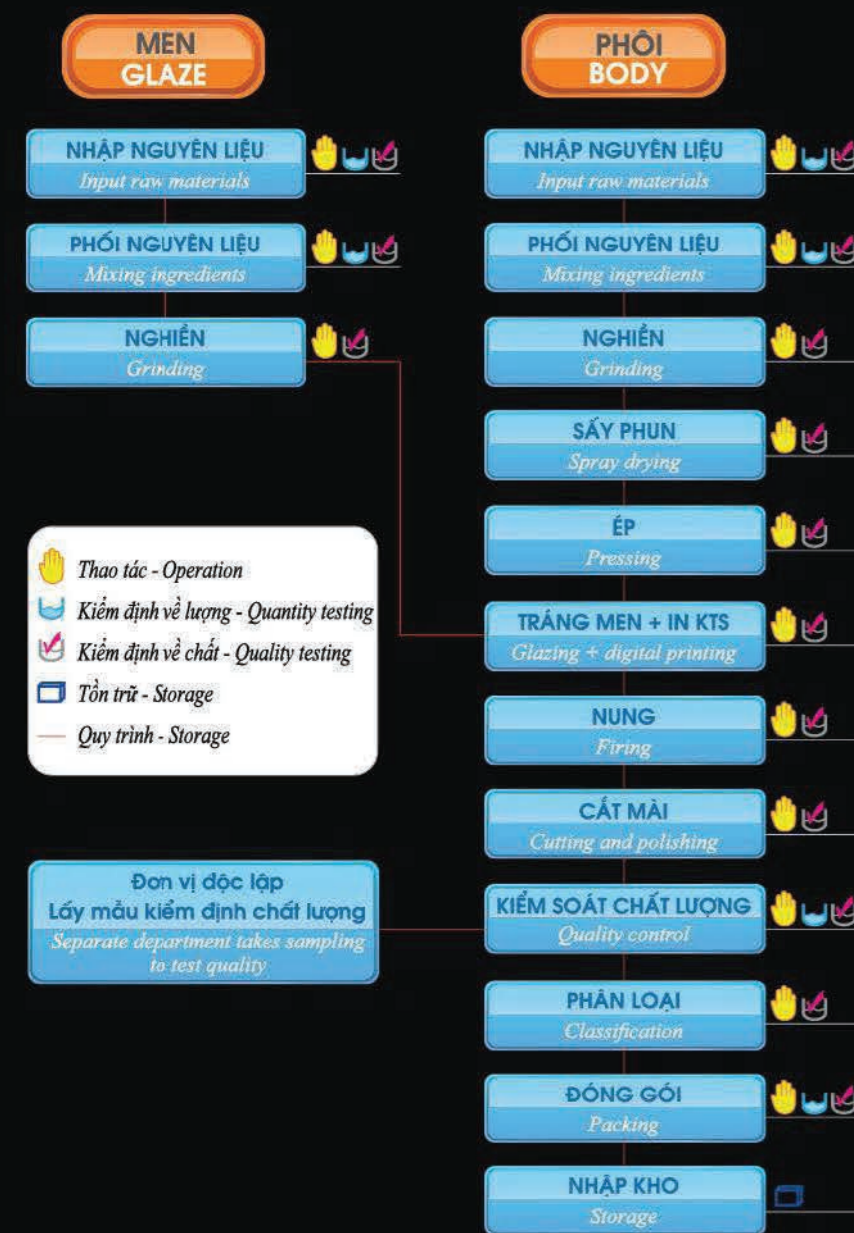 MEN
GLAZE
NHẬP NGUYÊN LIỆU
Input raw materials
PHỐI NGUYÊN LIỆU
Mixing ingredients
NGHIỀN
Grinding
Thao tác - Operation
Kiểm định về lượng - Quantity testing
Kiểm định về chất - Quality testing
Tồn trữ - Storage
Quy trình - Storage
Đơn vị độc lập
Lấy mẫu kiểm định chất lượng
Separate department takes sampling
to test quality
PHÔI
BODY
NHẬP NGUYÊN LIỆU
Input raw materials
PHỐI NGUYÊN LIỆU
Mixing ingredients
NGHIỀN
Grinding
SẤY PHUN
Spray drying
ÉP
Pressing
TRÁNG MEN + IN KTS
Glazing + digital printing
NUNG
Firing
CẮT MÀI
Cutting and polishing
KIỂM SOÁT CHẤT LƯỢNG
Quality control
PHÂN LOẠI
Classification
ĐÓNG GÓI
Packing
NHẬP KHO
Storage